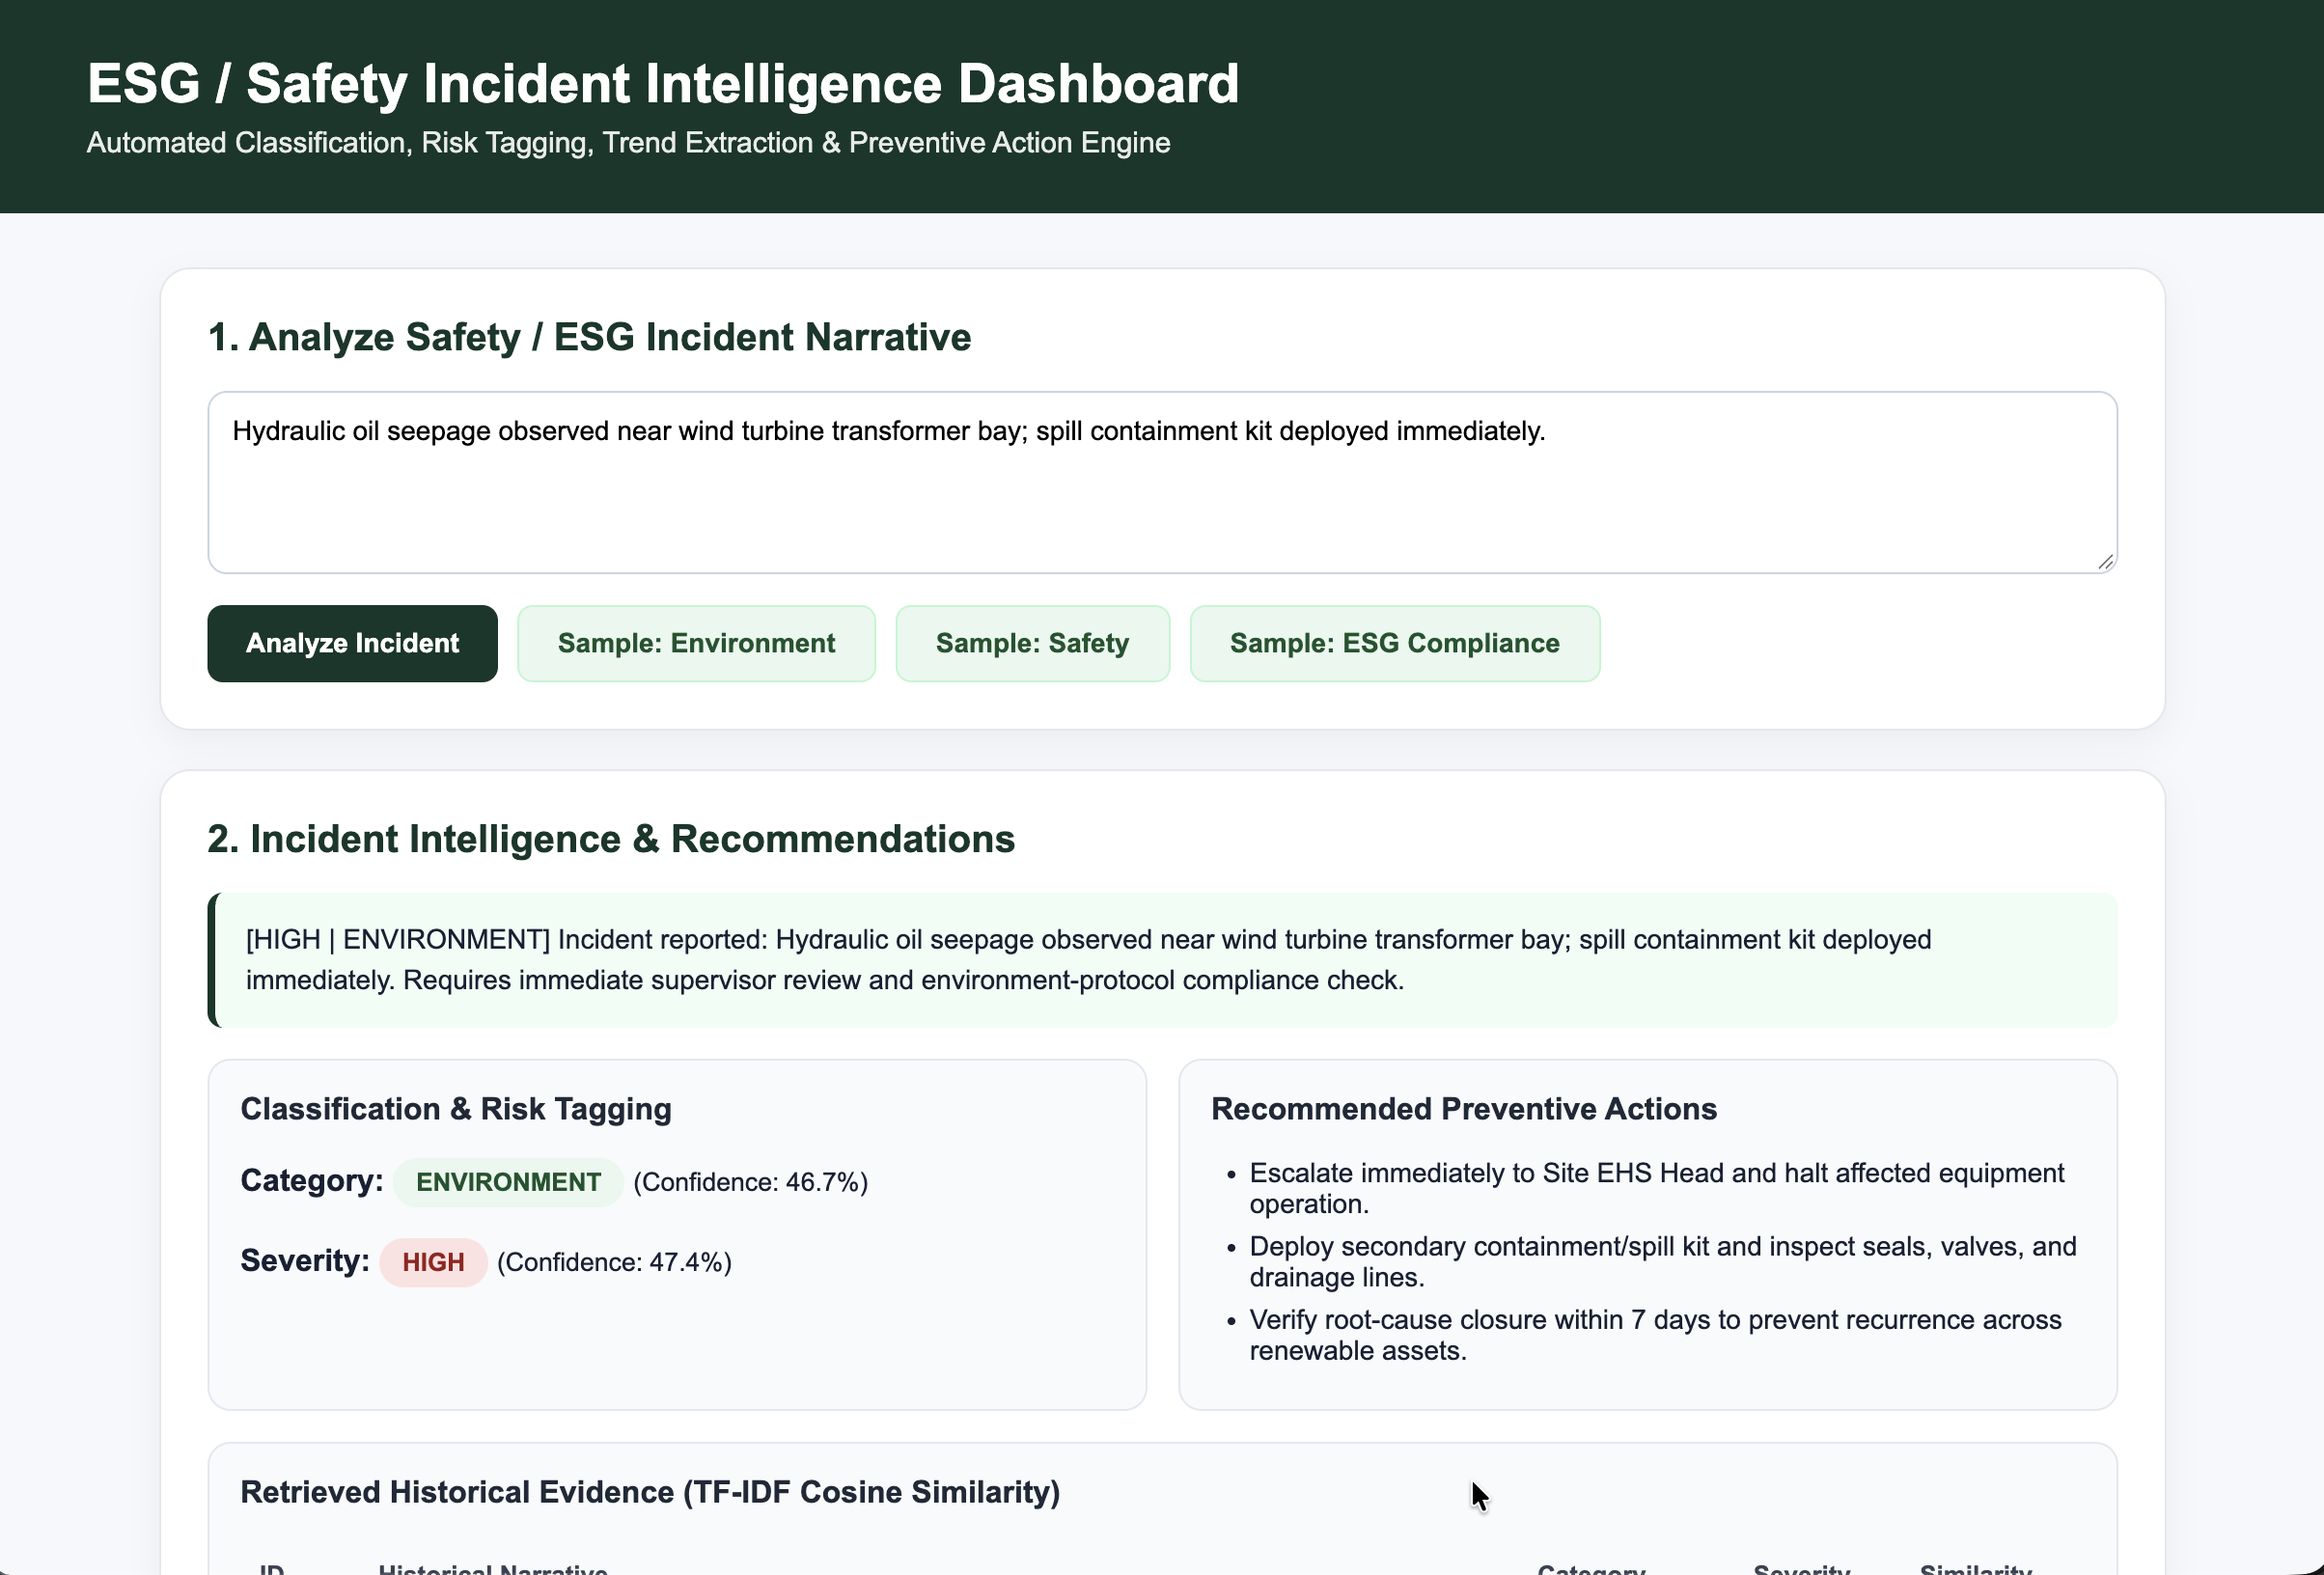 ESG / Safety Incident Intelligence Dashboard
Automated Classification, Risk Tagging, Trend Extraction & Preventive Action Engine
1. Analyze Safety / ESG Incident Narrative
Hydraulic oil seepage observed near wind turbine transformer bay; spill containment kit deployed immediately.
Analyze Incident Sample: Environment Sample: Safety Sample: ESG Compliance
2. Incident Intelligence & Recommendations
[HIGH | ENVIRONMENT] Incident reported: Hydraulic oil seepage observed near wind turbine transformer bay; spill containment kit deployed
immediately. Requires immediate supervisor review and environment-protocol compliance check.
Classification & Risk Tagging
Category: ENVIRONMENT (Confidence: 46.7%)
Severity: HIGH (Confidence: 47.4%)
Recommended Preventive Actions
• Escalate immediately to Site EHS Head and halt affected equipment
operation.
• Deploy secondary containment/spill kit and inspect seals, valves, and
drainage lines.
• Verify root-cause closure within 7 days to prevent recurrence across
renewable assets.
Retrieved Historical Evidence (TF-IDF Cosine Similarity)
ID Historical Narrative Category Severity Similarity